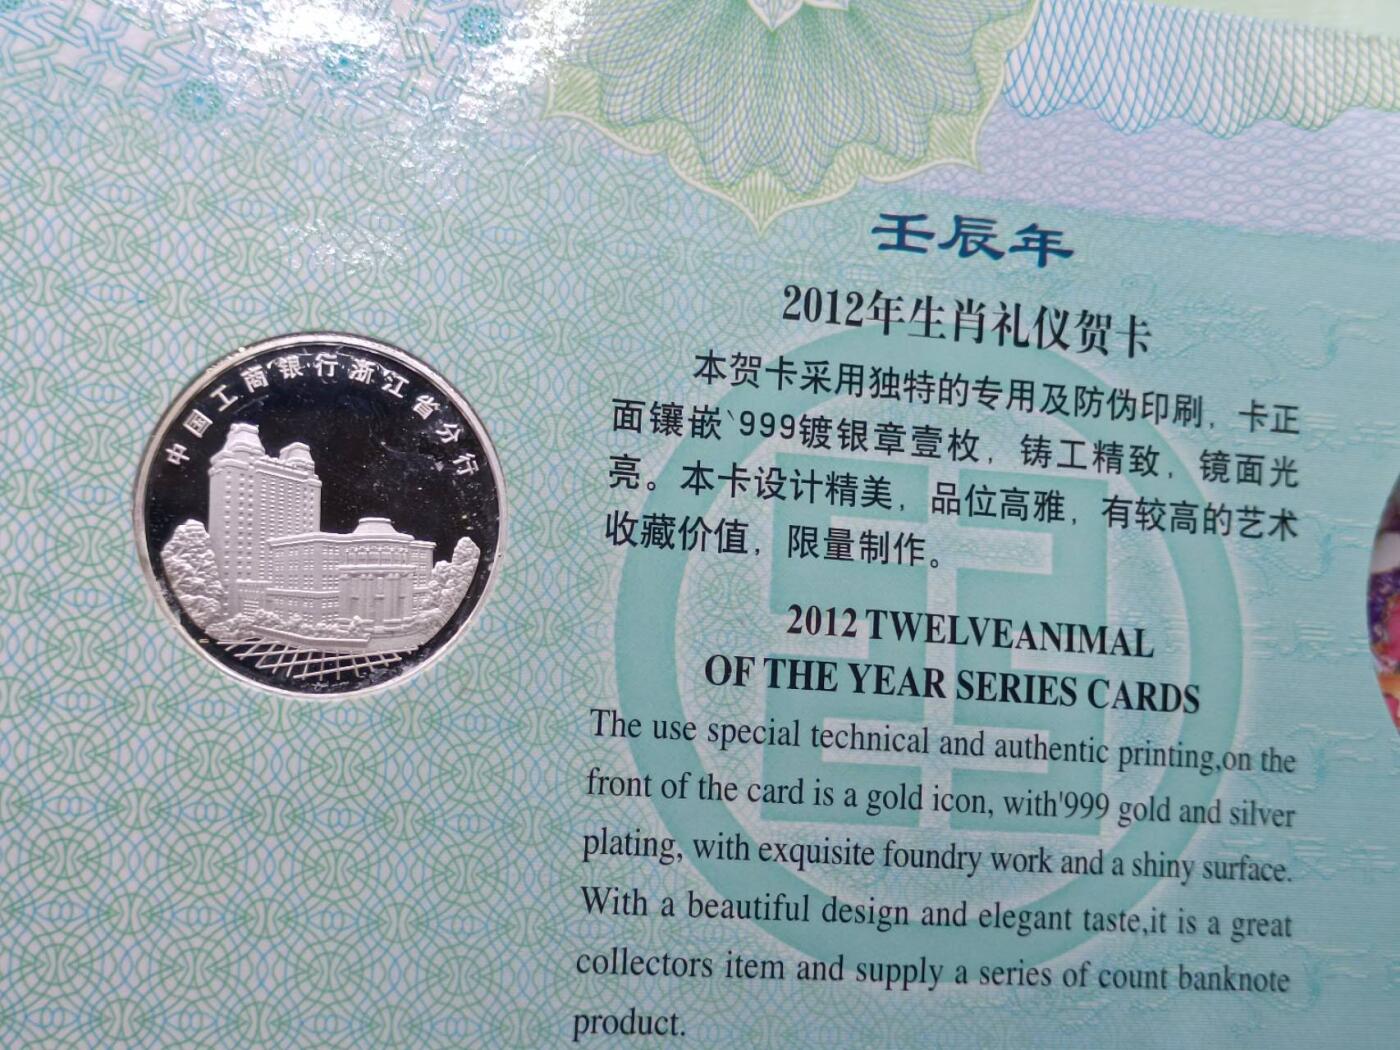 中国工商银行浙江省分行
壬辰年
2012年生肖礼仪贺卡
本贺卡采用独特的专用及防伪印刷，卡正
面镶嵌`999镀银章壹枚，铸工精致，镜面光
亮。本卡设计精美，品位高雅，有较高的艺术
收藏价值，限量制作。
2012 TWELVEANIMAL
OF THE YEAR SERIES CARDS
The use special technical and authentic printing,on the
front of the card is a gold icon, with'999 gold and silver
plating, with exquisite foundry work and a shiny surface.
With a beautiful design and elegant taste,it is a great
collectors item and supply a series of count banknote
product.